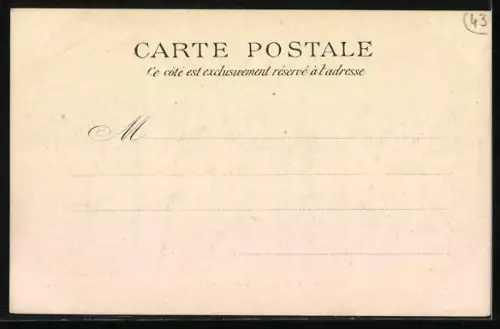 43
CARTE POSTALE
Ce côté est exclusivement réservé à l'adresse
M